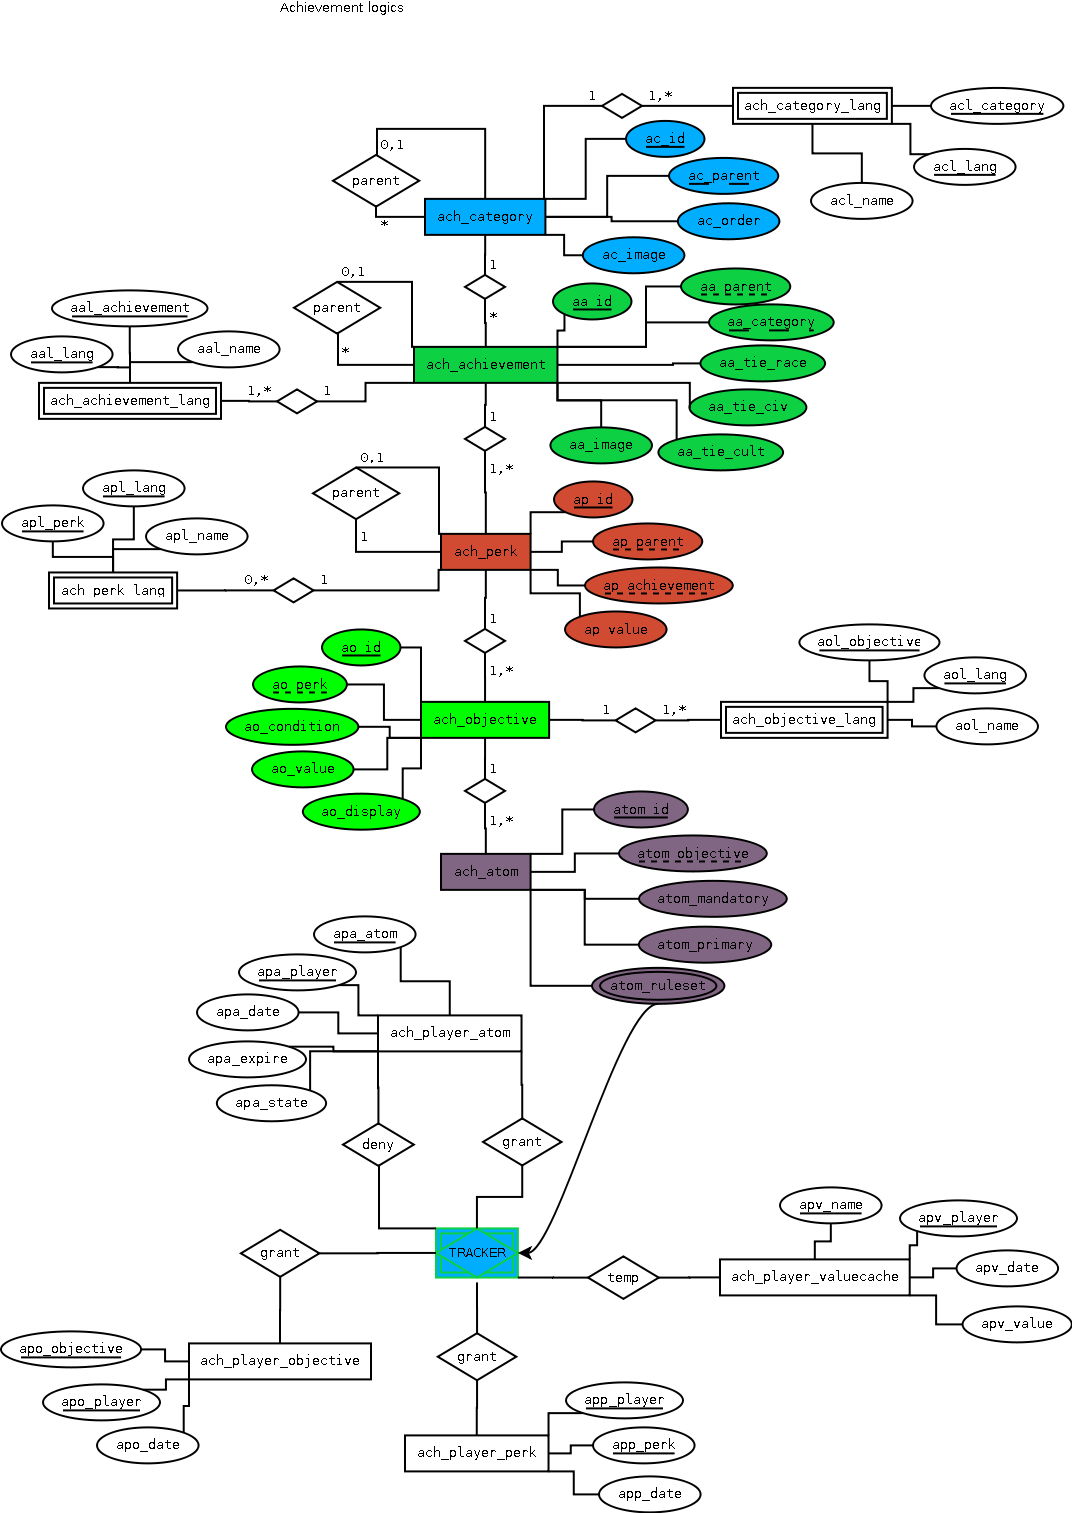 Achievement logics
1
1,*
ach_category_lang
acl_category
acl_lang
acl_name
0,1
parent
*
ach_category
ac_id
ac_parent
ac_order
ac_image
1
*
0,1
parent
*
ach_achievement
aa_id
aa_parent
aa_category
aa_tie_race
aa_tie_civ
aa_tie_cult
aa_image
aal_achievement
aal_lang
aal_name
ach_achievement_lang
1,*
1
1
1,*
0,1
parent
1
ach_perk
ap_id
ap_parent
ap_achievement
ap_value
apl_lang
apl_perk
apl_name
ach_perk_lang
0,*
1
1
1,*
ao_id
ao_perk
ao_condition
ao_value
ao_display
ach_objective
1
1,*
ach_objective_lang
aol_objective
aol_lang
aol_name
1
1,*
ach_atom
atom_id
atom_objective
atom_mandatory
atom_primary
atom_ruleset
apa_atom
apa_player
apa_date
apa_expire
apa_state
ach_player_atom
deny
grant
TRACKER
grant
temp
ach_player_valuecache
apv_name
apv_player
apv_date
apv_value
ach_player_objective
apo_objective
apo_player
apo_date
grant
ach_player_perk
app_player
app_perk
app_date